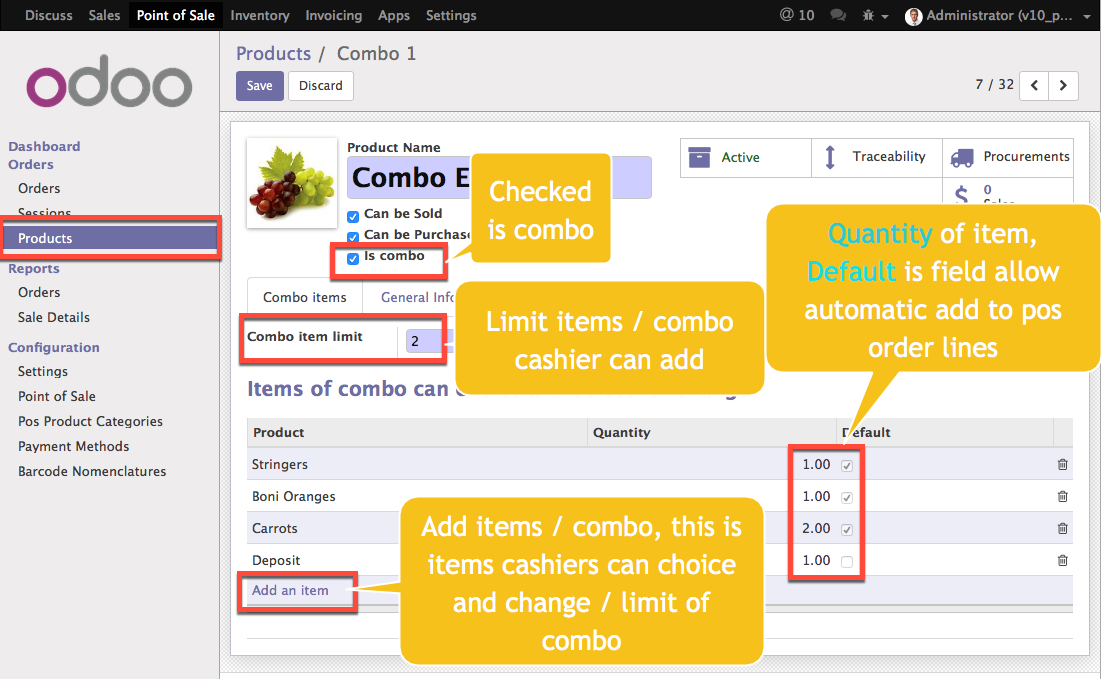 Discuss Sales Point of Sale Inventory Invoicing Apps Settings @ 10 Administrator (v10_p...
odoo
Products / Combo 1
Save Discard
7 / 32
Dashboard
Orders
Orders
Sessions
Products
Reports
Orders
Sale Details
Configuration
Settings
Point of Sale
Pos Product Categories
Payment Methods
Barcode Nomenclatures
Product Name
Combo E
Active Traceability Procurements
0
Sales
Can be Sold
Can be Purchase
Is combo
Checked
is combo
Quantity of item,
Default is field allow
automatic add to pos
order lines
Combo items General Info
Combo item limit 2
Limit items / combo
cashier can add
Items of combo can
Product Quantity Default
Stringers 1.00
Boni Oranges 1.00
Carrots 2.00
Deposit 1.00
Add an item
Add items / combo, this is
items cashiers can choice
and change / limit of
combo